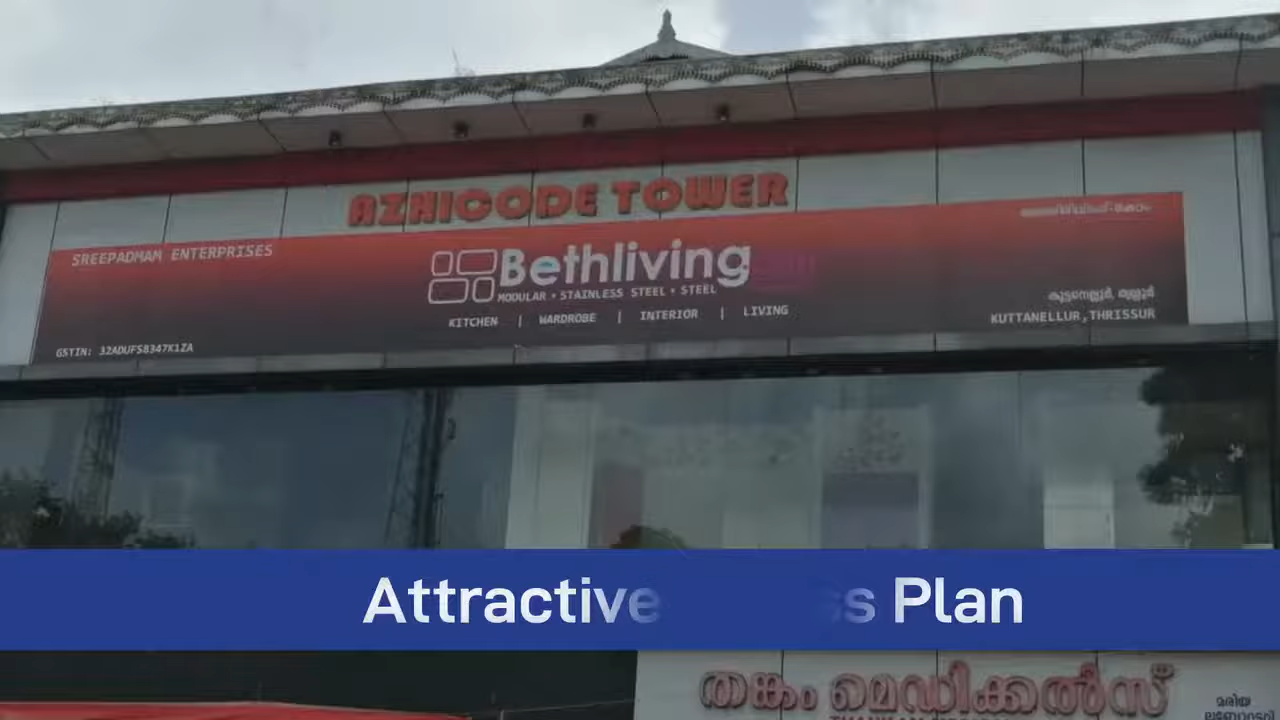 AZHICODE TOWER
SREEPADMAM ENTERPRISES
Bethliving
MODULAR • STAINLESS STEEL • STEEL
KITCHEN | WARDROBE | INTERIOR | LIVING
കുട്ടനെല്ലൂർ, തൃശ്ശൂർ
KUTTANELLUR,THRISSUR
GSTIN: 32ADUFS8347K1ZA
Attractive Plan
തങ്കം മെഡിക്കൽസ്
മരിയ